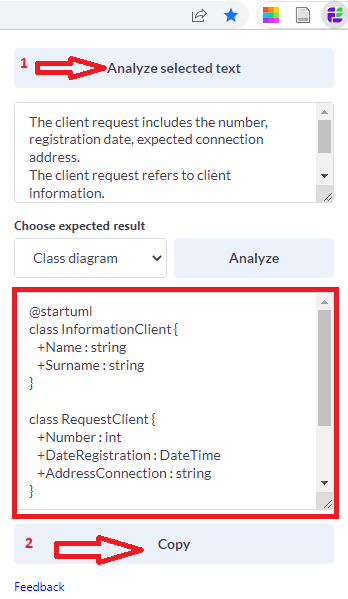 1
Analyze selected text
The client request includes the number,
registration date, expected connection
address.
The client request refers to client
information.
Choose expected result
Class diagram
Analyze
@startuml
class InformationClient {
+Name : string
+Surname : string
}
class RequestClient {
+Number : int
+DateRegistration : DateTime
+AddressConnection : string
}
2
Copy
Feedback